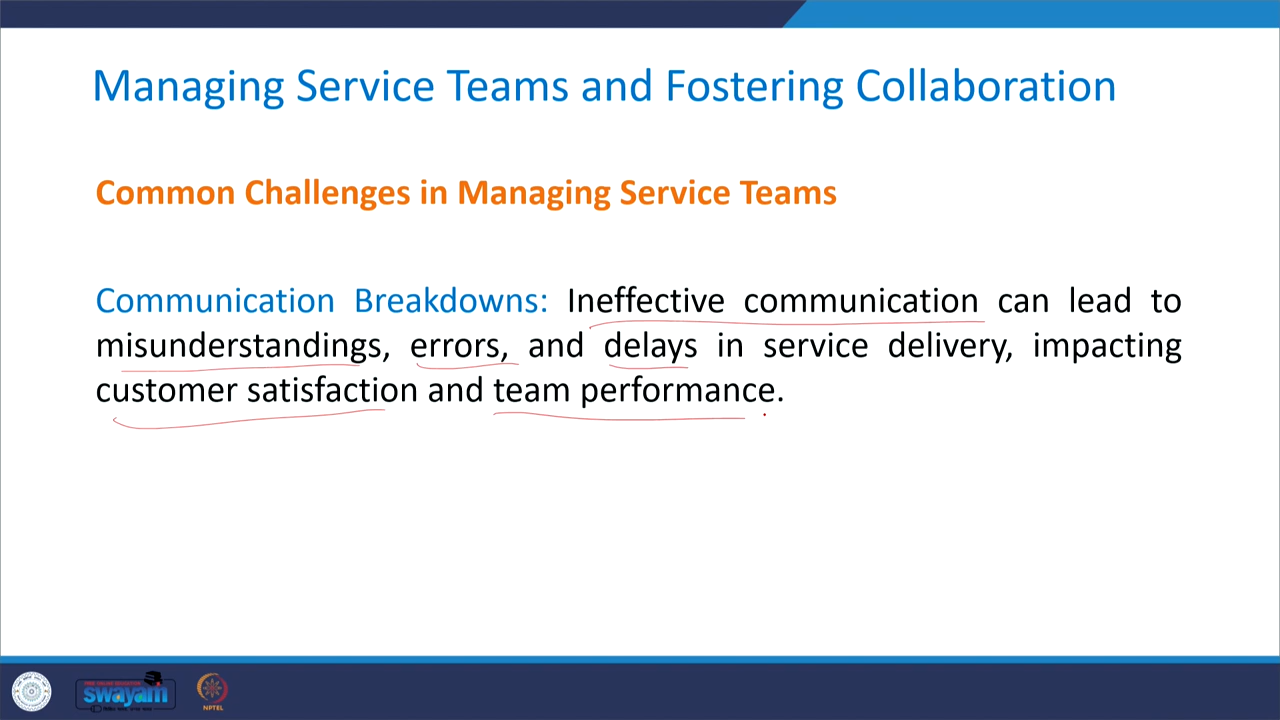 Managing Service Teams and Fostering Collaboration
Common Challenges in Managing Service Teams
Communication Breakdowns: Ineffective communication can lead to
misunderstandings, errors, and delays in service delivery, impacting
customer satisfaction and team performance.
swayam
NPTEL